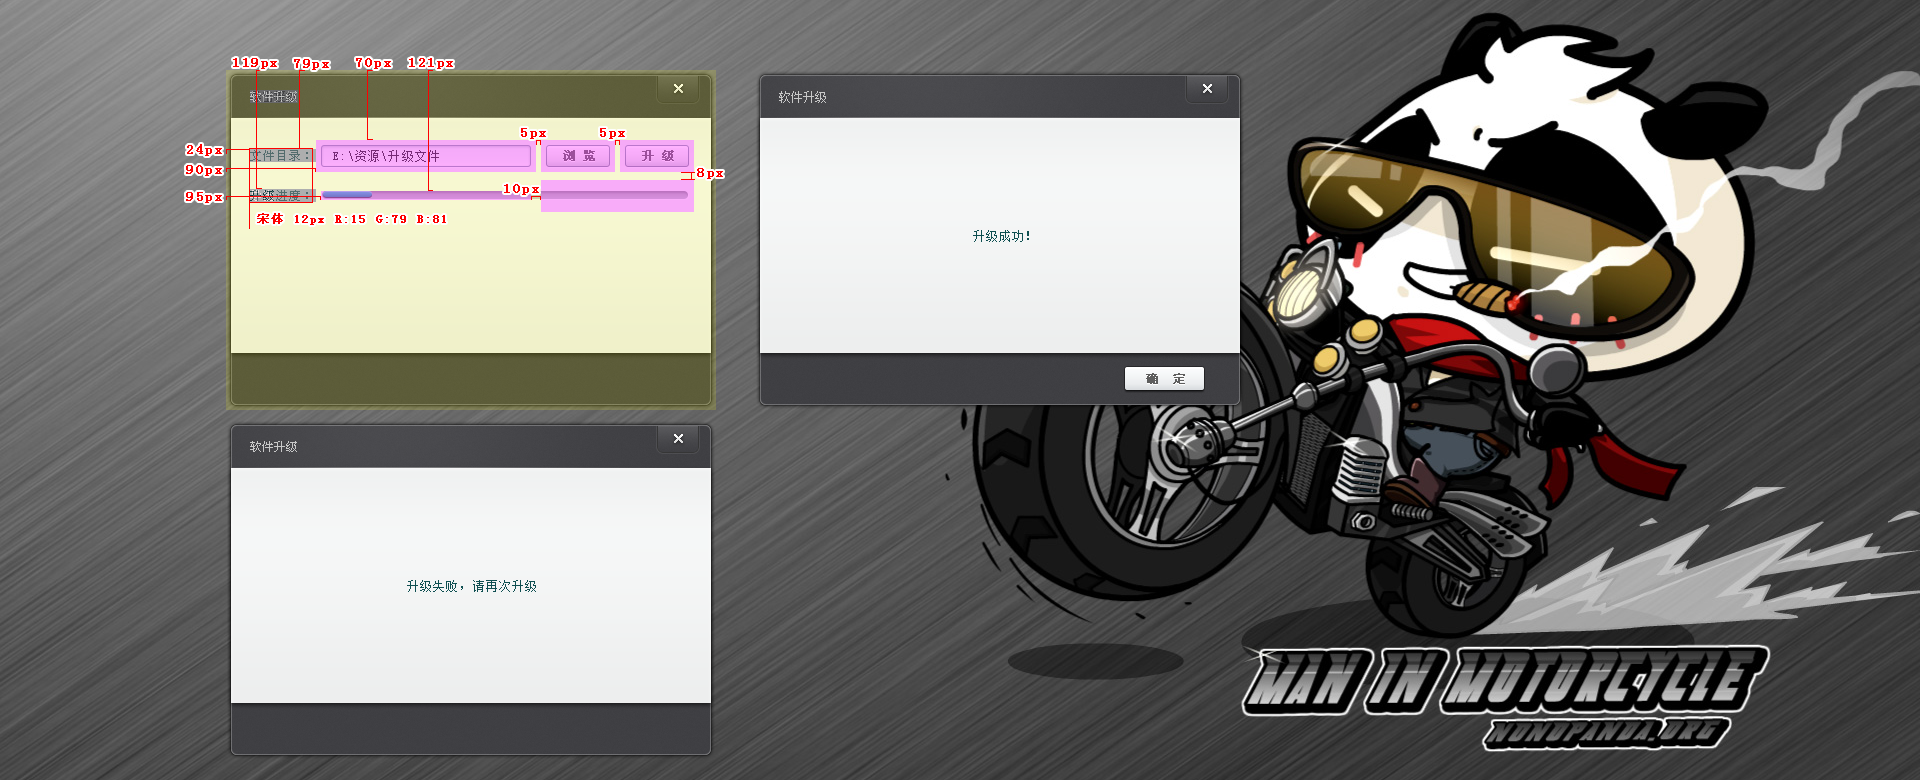 119px 79px 70px 121px
软件升级
5px 5px
24px
文件目录： E:\资源\升级文件 浏 览 升 级
90px
8px
95px
升级进度： 10px
宋体 12px R:15 G:79 B:81
软件升级
升级成功!
确 定
软件升级
升级失败，请再次升级
MAN IN MOTORCYCLE
NONOPANDA.ORG